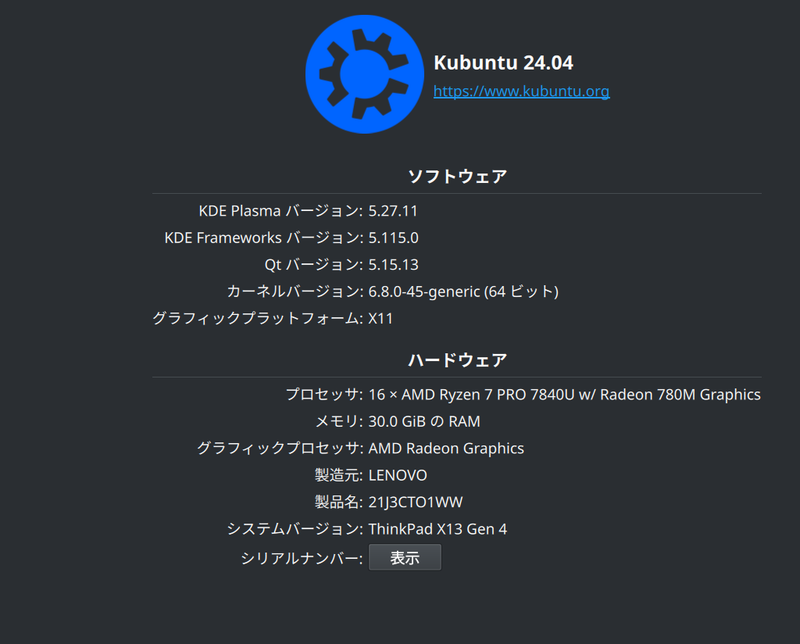 Kubuntu 24.04
https://www.kubuntu.org
ソフトウェア
KDE Plasma バージョン: 5.27.11
KDE Frameworks バージョン: 5.115.0
Qt バージョン: 5.15.13
カーネルバージョン: 6.8.0-45-generic (64 ビット)
グラフィックプラットフォーム: X11
ハードウェア
プロセッサ: 16 × AMD Ryzen 7 PRO 7840U w/ Radeon 780M Graphics
メモリ: 30.0 GiB の RAM
グラフィックプロセッサ: AMD Radeon Graphics
製造元: LENOVO
製品名: 21J3CTO1WW
システムバージョン: ThinkPad X13 Gen 4
シリアルナンバー: 表示